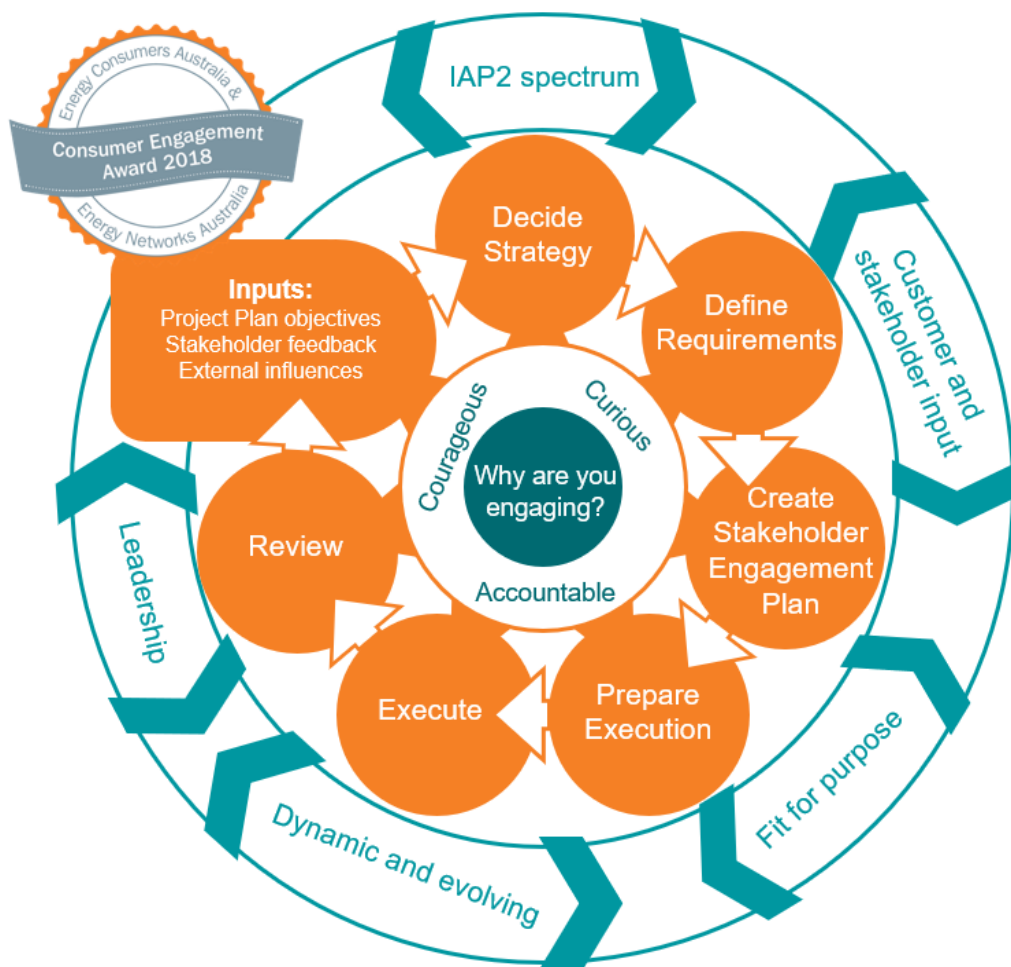 Energy Consumers Australia &
Consumer Engagement
Award 2018
Energy Networks Australia
IAP2 spectrum
Customer and
stakeholder input
Fit for purpose
Dynamic and evolving
Leadership
Inputs:
Project Plan objectives
Stakeholder feedback
External influences
Decide
Strategy
Define
Requirements
Create
Stakeholder
Engagement
Plan
Prepare
Execution
Execute
Review
Courageous
Curious
Accountable
Why are you
engaging?